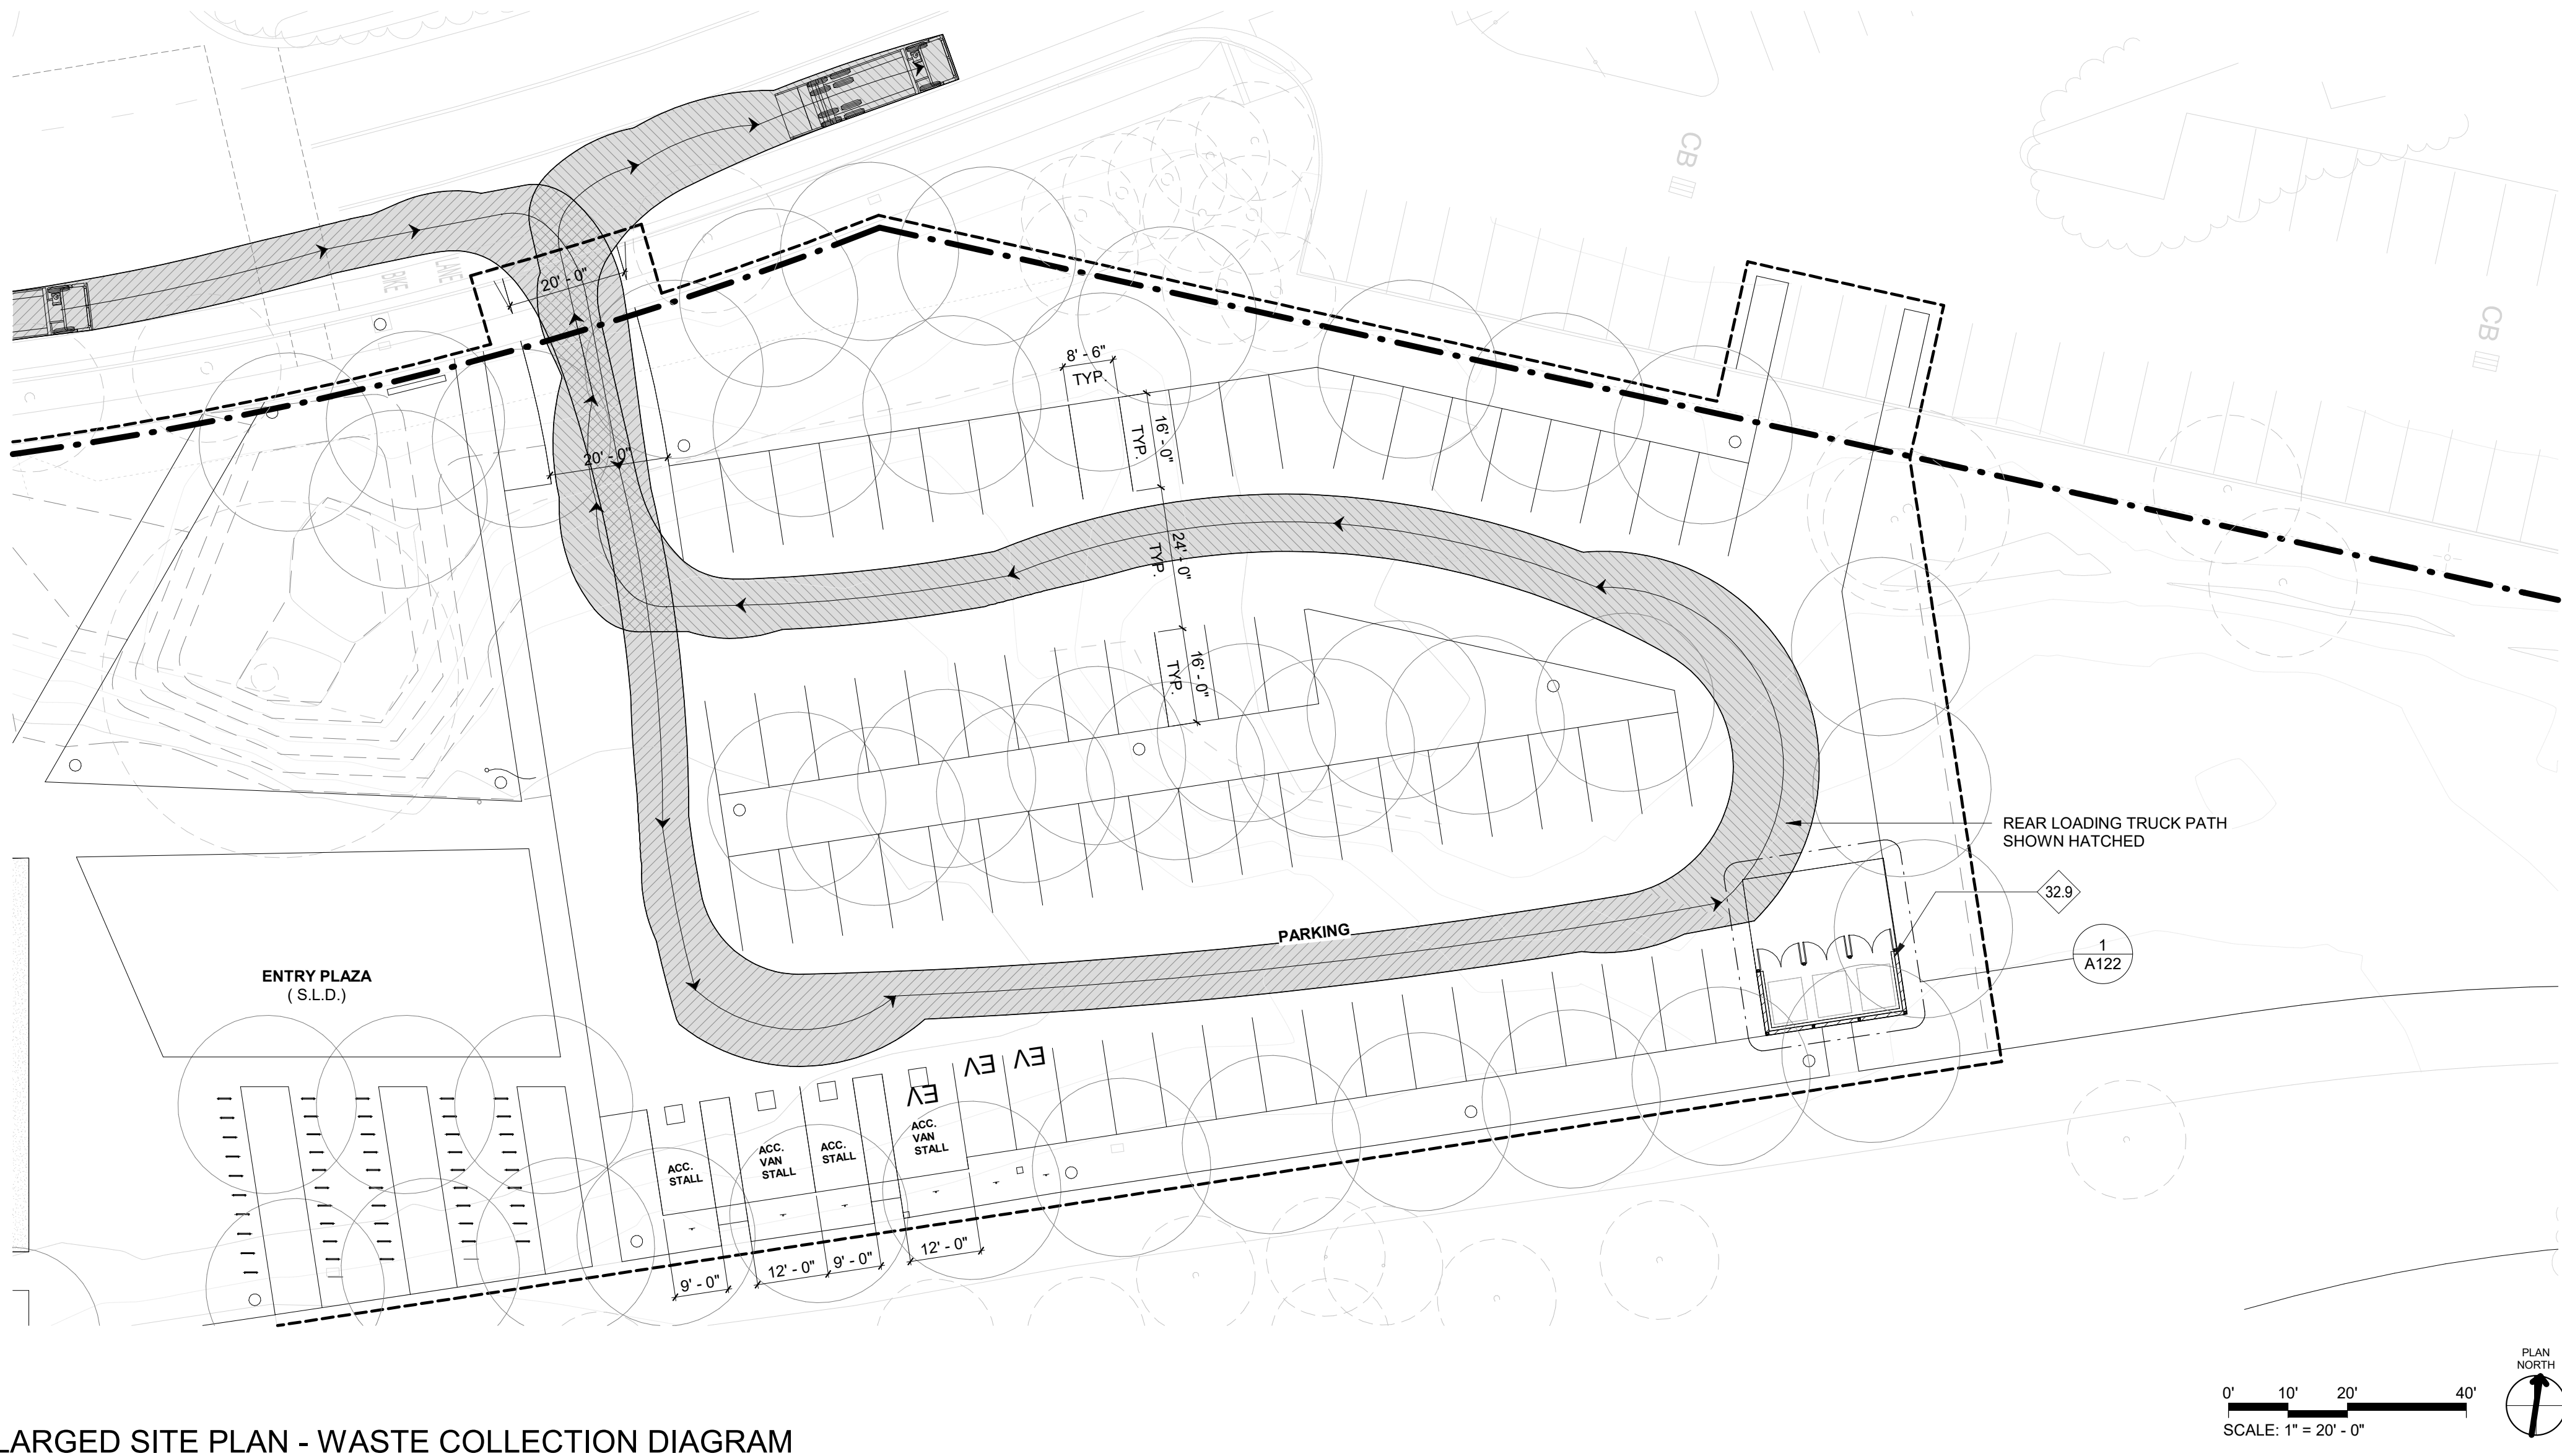 CB
CB
LANE
BIKE
20' - 0"
8' - 6"
TYP.
16' - 0"
TYP.
20' - 0"
24' - 0"
TYP.
16' - 0"
TYP.
REAR LOADING TRUCK PATH
SHOWN HATCHED
32.9
1
A122
PARKING
ENTRY PLAZA
( S.L.D.)
EV
EV
EV
ACC.
STALL
ACC.
VAN
STALL
ACC.
STALL
ACC.
VAN
STALL
9' - 0"
12' - 0"
9' - 0"
12' - 0"
PLAN
NORTH
0' 10' 20' 40'
SCALE: 1" = 20' - 0"
LARGED SITE PLAN - WASTE COLLECTION DIAGRAM